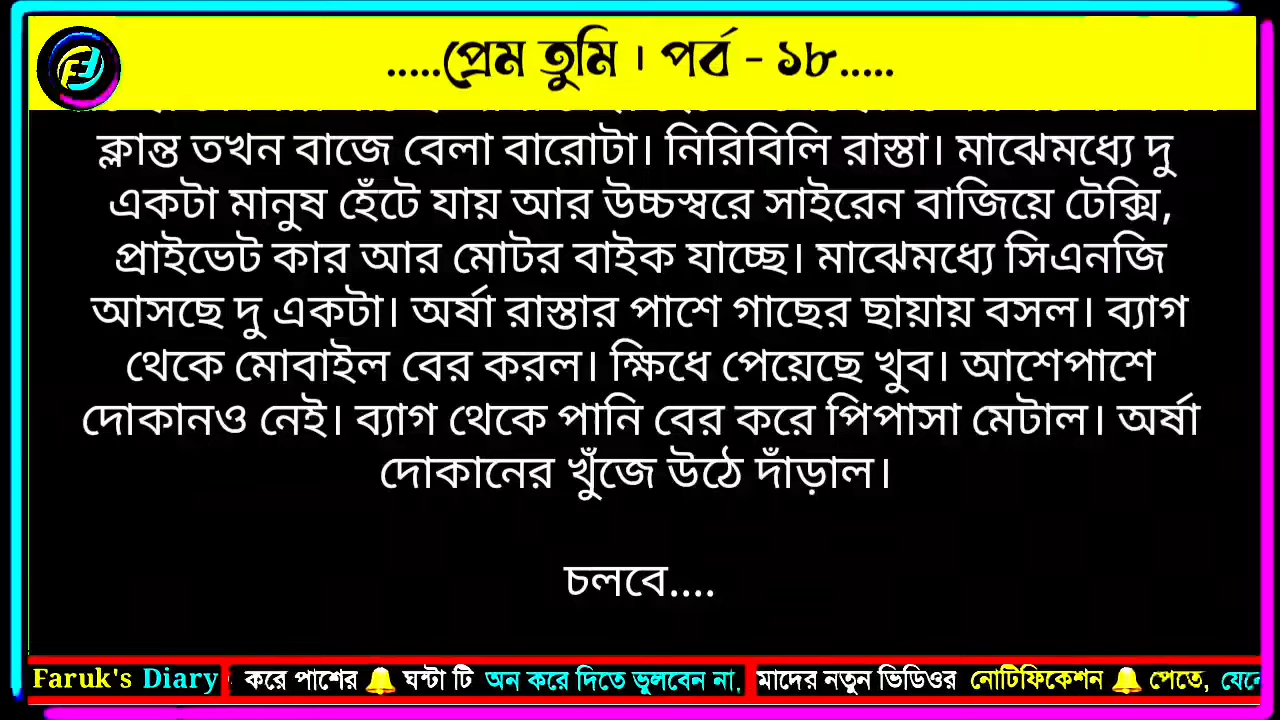 .....প্রেম তুমি । পর্ব - ১৮.....
ক্লান্ত তখন বাজে বেলা বারোটা। নিরিবিলি রাস্তা। মাঝেমধ্যে দু
একটা মানুষ হেঁটে যায় আর উচ্চস্বরে সাইরেন বাজিয়ে টেক্সি,
প্রাইভেট কার আর মোটর বাইক যাচ্ছে। মাঝেমধ্যে সিএনজি
আসছে দু একটা। অর্ষা রাস্তার পাশে গাছের ছায়ায় বসল। ব্যাগ
থেকে মোবাইল বের করল। ক্ষিধে পেয়েছে খুব। আশেপাশে
দোকানও নেই। ব্যাগ থেকে পানি বের করে পিপাসা মেটাল। অর্ষা
দোকানের খুঁজে উঠে দাঁড়াল।
চলবে....
Faruk's Diary করে পাশের 🔔 ঘন্টা টি অন করে দিতে ভুলবেন না, মাদের নতুন ভিডিওর নোটিফিকেশন 🔔 পেতে,